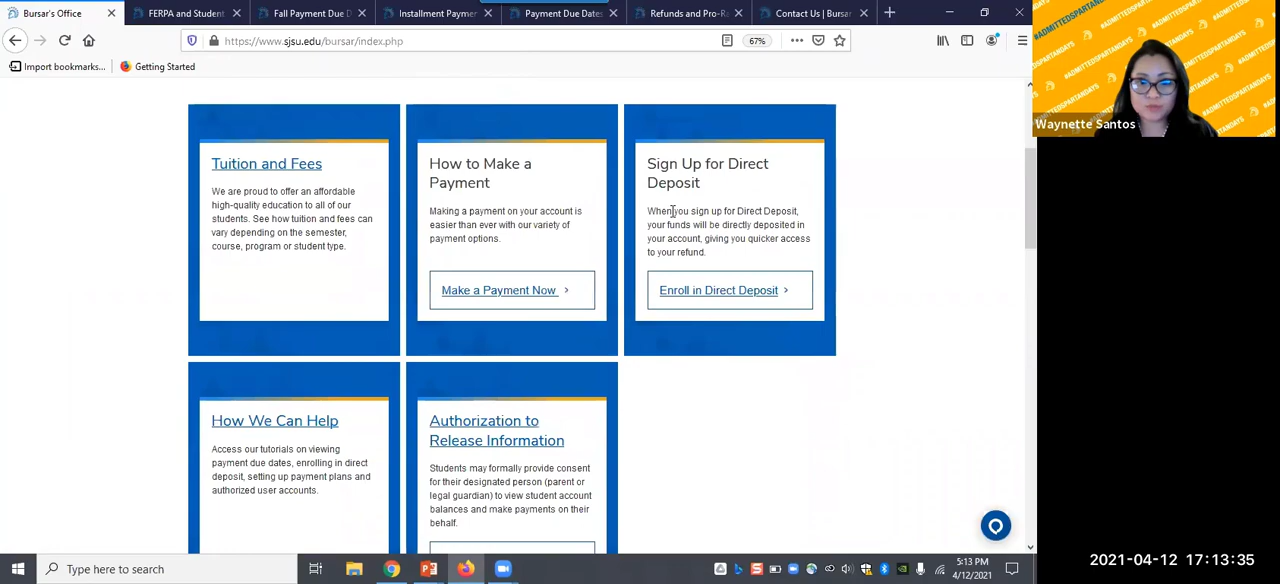 Bursar's Office
FERPA and Student
Fall Payment Due D
Installment Paymen
Payment Due Dates
Refunds and Pro-Ra
Contact Us | Bursar
https://www.sjsu.edu/bursar/index.php
67%
Import bookmarks...
Getting Started
Tuition and Fees
We are proud to offer an affordable
high-quality education to all of our
students. See how tuition and fees can
vary depending on the semester,
course, program or student type.
How to Make a
Payment
Making a payment on your account is
easier than ever with our variety of
payment options.
Make a Payment Now >
Sign Up for Direct
Deposit
When you sign up for Direct Deposit,
your funds will be directly deposited in
your account, giving you quicker access
to your refund.
Enroll in Direct Deposit >
How We Can Help
Access our tutorials on viewing
payment due dates, enrolling in direct
deposit, setting up payment plans and
authorized user accounts.
Authorization to
Release Information
Students may formally provide consent
for their designated person (parent or
legal guardian) to view student account
balances and make payments on their
behalf.
#ADMITTEDSPARTANDAYS
Waynette Santos
Type here to search
5:13 PM
4/12/2021
2021-04-12 17:13:35